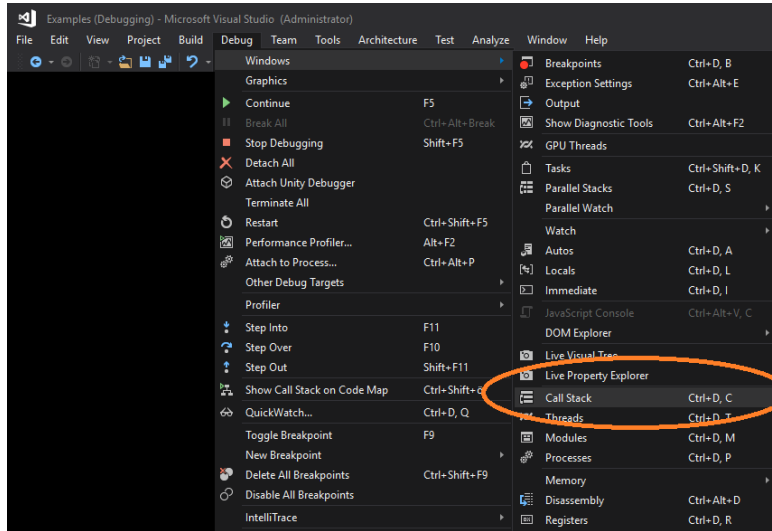 Examples (Debugging) - Microsoft Visual Studio (Administrator)
File Edit View Project Build Debug Team Tools Architecture Test Analyze Window Help
Windows
Graphics
Continue F5
Break All Ctrl+Alt+Break
Stop Debugging Shift+F5
Detach All
Attach Unity Debugger
Terminate All
Restart Ctrl+Shift+F5
Performance Profiler... Alt+F2
Attach to Process... Ctrl+Alt+P
Other Debug Targets
Profiler
Step Into F11
Step Over F10
Step Out Shift+F11
Show Call Stack on Code Map Ctrl+Shift+
QuickWatch... Ctrl+D, Q
Toggle Breakpoint F9
New Breakpoint
Delete All Breakpoints Ctrl+Shift+F9
Disable All Breakpoints
IntelliTrace
Breakpoints Ctrl+D, B
Exception Settings Ctrl+Alt+E
Output
Show Diagnostic Tools Ctrl+Alt+F2
GPU Threads
Tasks Ctrl+Shift+D, K
Parallel Stacks Ctrl+D, S
Parallel Watch
Watch
Autos Ctrl+D, A
Locals Ctrl+D, L
Immediate Ctrl+D, I
JavaScript Console Ctrl+Alt+V, C
DOM Explorer
Live Visual Tree
Live Property Explorer
Call Stack Ctrl+D, C
Threads Ctrl+D, T
Modules Ctrl+D, M
Processes Ctrl+D, P
Memory
Disassembly Ctrl+Alt+D
Registers Ctrl+D, R